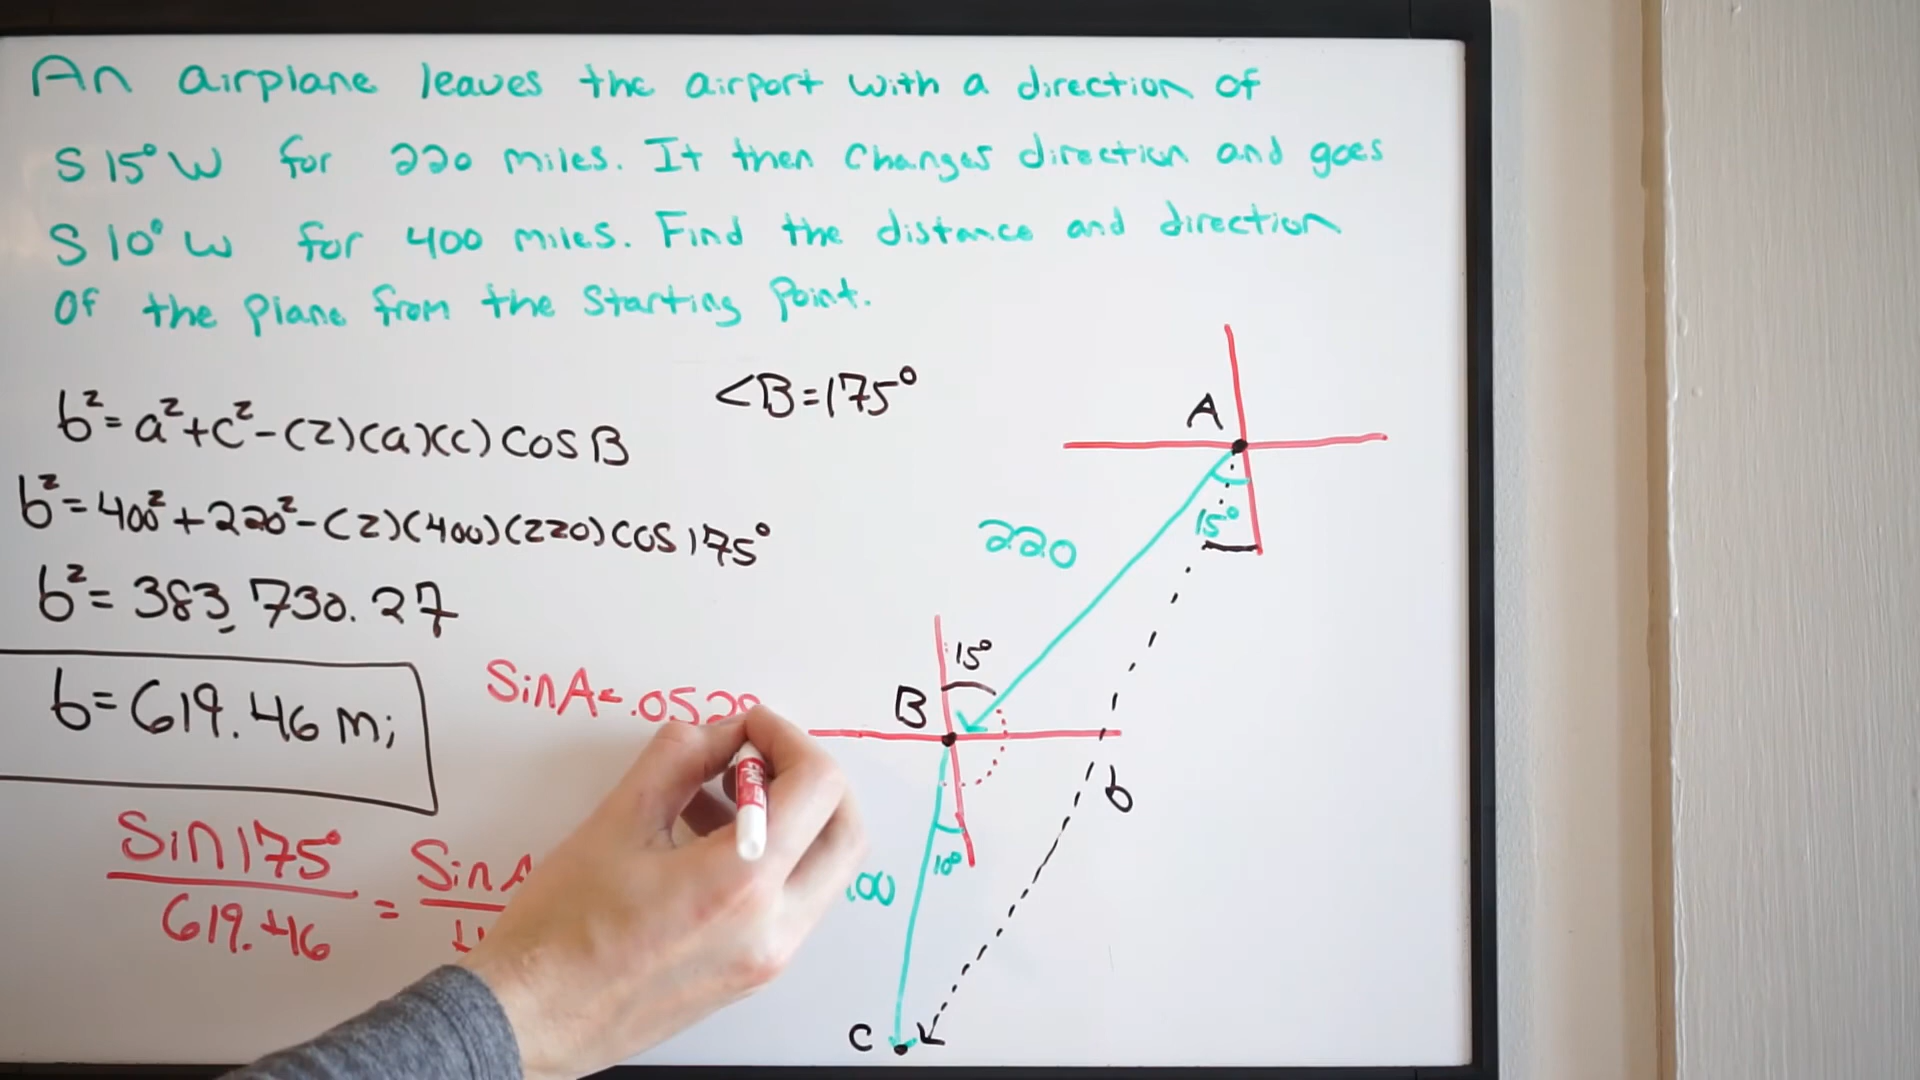 An airplane leaves the airport with a direction of
S 15° W for 220 miles. It then changes direction and goes
S 10° W for 400 miles. Find the distance and direction
of the plane from the starting point.
b² = a² + c² - (2)(a)(c) cos B
<B = 175°
b² = 400² + 220² - (2)(400)(220) cos 175°
b² = 383,730.27
b = 619.46 mi
Sin A = .052
Sin 175°
619.46
=
Sin A
A
15°
220
15°
B
b
10°
00
C